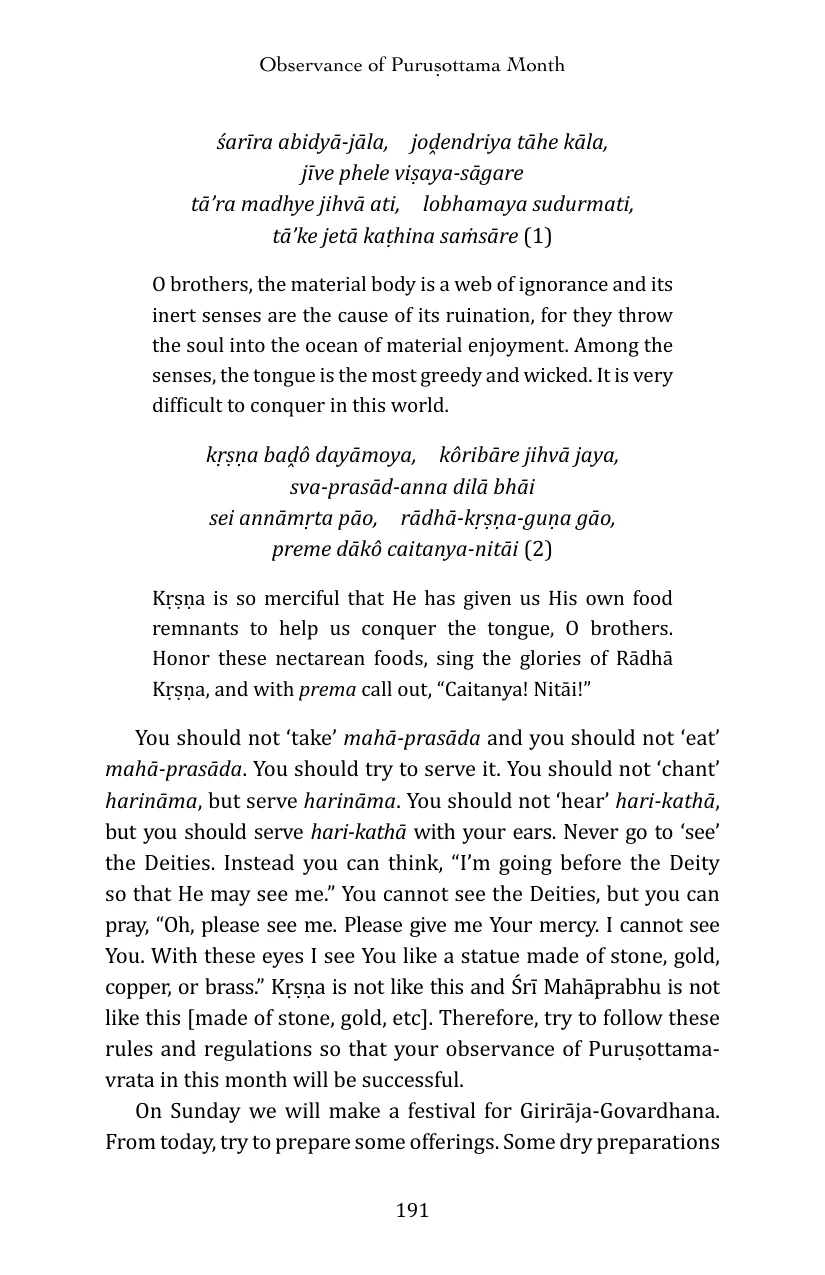 Observance of Puruṣottama Month
śarīra abidyā-jāla, joḓendriya tāhe kāla,
jīve phele viṣaya-sāgare
tā’ra madhye jihvā ati, lobhamaya sudurmati,
tā’ke jetā kaṭhina saṁsāre (1)
O brothers, the material body is a web of ignorance and its
inert senses are the cause of its ruination, for they throw
the soul into the ocean of material enjoyment. Among the
senses, the tongue is the most greedy and wicked. It is very
difficult to conquer in this world.
kṛṣṇa baḓô dayāmoya, kôribāre jihvā jaya,
sva-prasād-anna dilā bhāi
sei annāmṛta pāo, rādhā-kṛṣṇa-guṇa gāo,
preme dākô caitanya-nitāi (2)
Kṛṣṇa is so merciful that He has given us His own food
remnants to help us conquer the tongue, O brothers.
Honor these nectarean foods, sing the glories of Rādhā
Kṛṣṇa, and with prema call out, “Caitanya! Nitāi!”
You should not ‘take’ mahā-prasāda and you should not ‘eat’
mahā-prasāda. You should try to serve it. You should not ‘chant’
harināma, but serve harināma. You should not ‘hear’ hari-kathā,
but you should serve hari-kathā with your ears. Never go to ‘see’
the Deities. Instead you can think, “I’m going before the Deity
so that He may see me.” You cannot see the Deities, but you can
pray, “Oh, please see me. Please give me Your mercy. I cannot see
You. With these eyes I see You like a statue made of stone, gold,
copper, or brass.” Kṛṣṇa is not like this and Śrī Mahāprabhu is not
like this [made of stone, gold, etc]. Therefore, try to follow these
rules and regulations so that your observance of Puruṣottama-
vrata in this month will be successful.
On Sunday we will make a festival for Girirāja-Govardhana.
From today, try to prepare some offerings. Some dry preparations
191